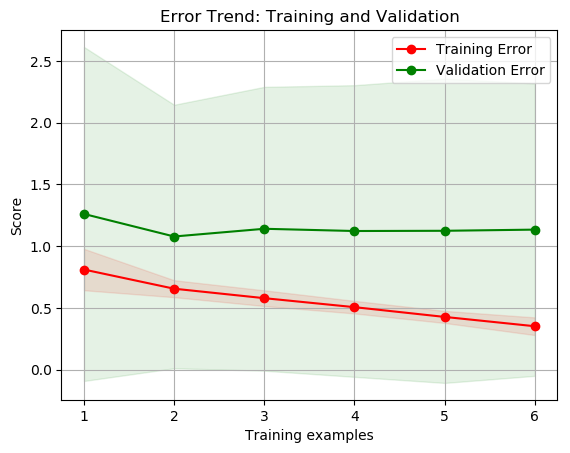 Error Trend: Training and Validation
Training Error
Validation Error
2.5
2.0
1.5
1.0
0.5
0.0
Score
1 2 3 4 5 6
Training examples